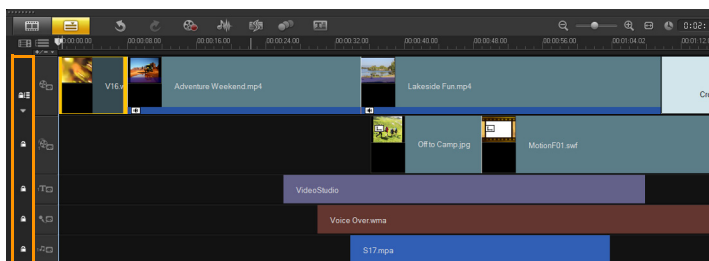 0:02:
00:00:00.00 00:00:08.00 00:00:16.00 00:00:24.00 00:00:32.00 00:00:40.00 00:00:48.00 00:00:56.00 00:01:04.02 00:01:12.
V16.w Adventure Weekend.mp4 Lakeside Fun.mp4 Cr
Off to Camp.jpg MotionF01.swf
VideoStudio
Voice Over.wma
S17.mpa